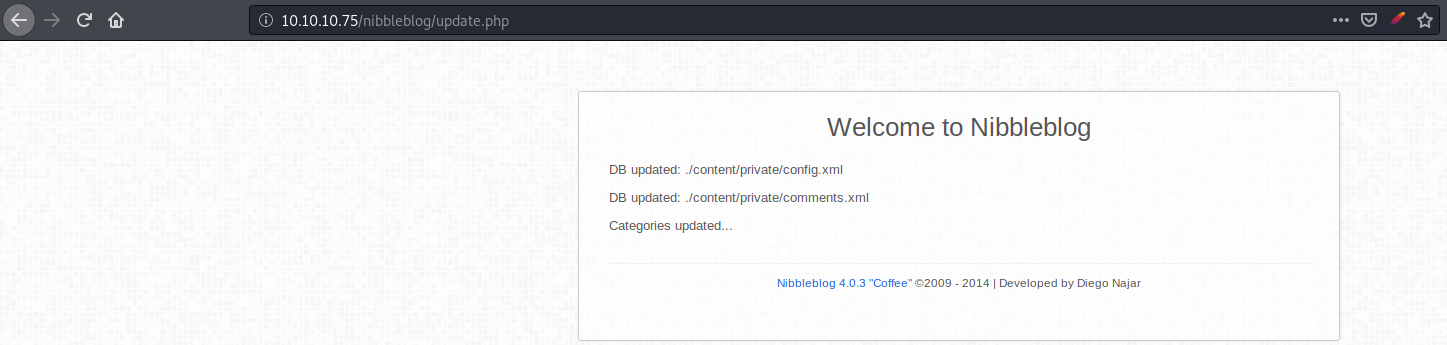 10.10.10.75/nibbleblog/update.php
Welcome to Nibbleblog
DB updated: ./content/private/config.xml
DB updated: ./content/private/comments.xml
Categories updated...
Nibbleblog 4.0.3 "Coffee" ©2009 - 2014 | Developed by Diego Najar